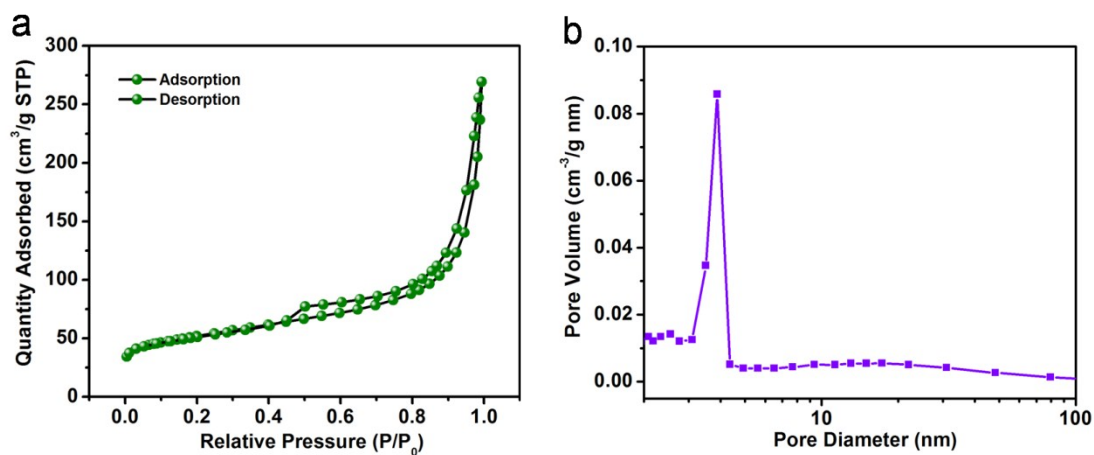 a
Quantity Adsorbed (cm³/g STP)
300
250
200
150
100
50
0
Adsorption
Desorption
0.0 0.2 0.4 0.6 0.8 1.0
Relative Pressure (P/P₀)
b
Pore Volume (cm⁻³/g nm)
0.10
0.08
0.06
0.04
0.02
0.00
10 100
Pore Diameter (nm)